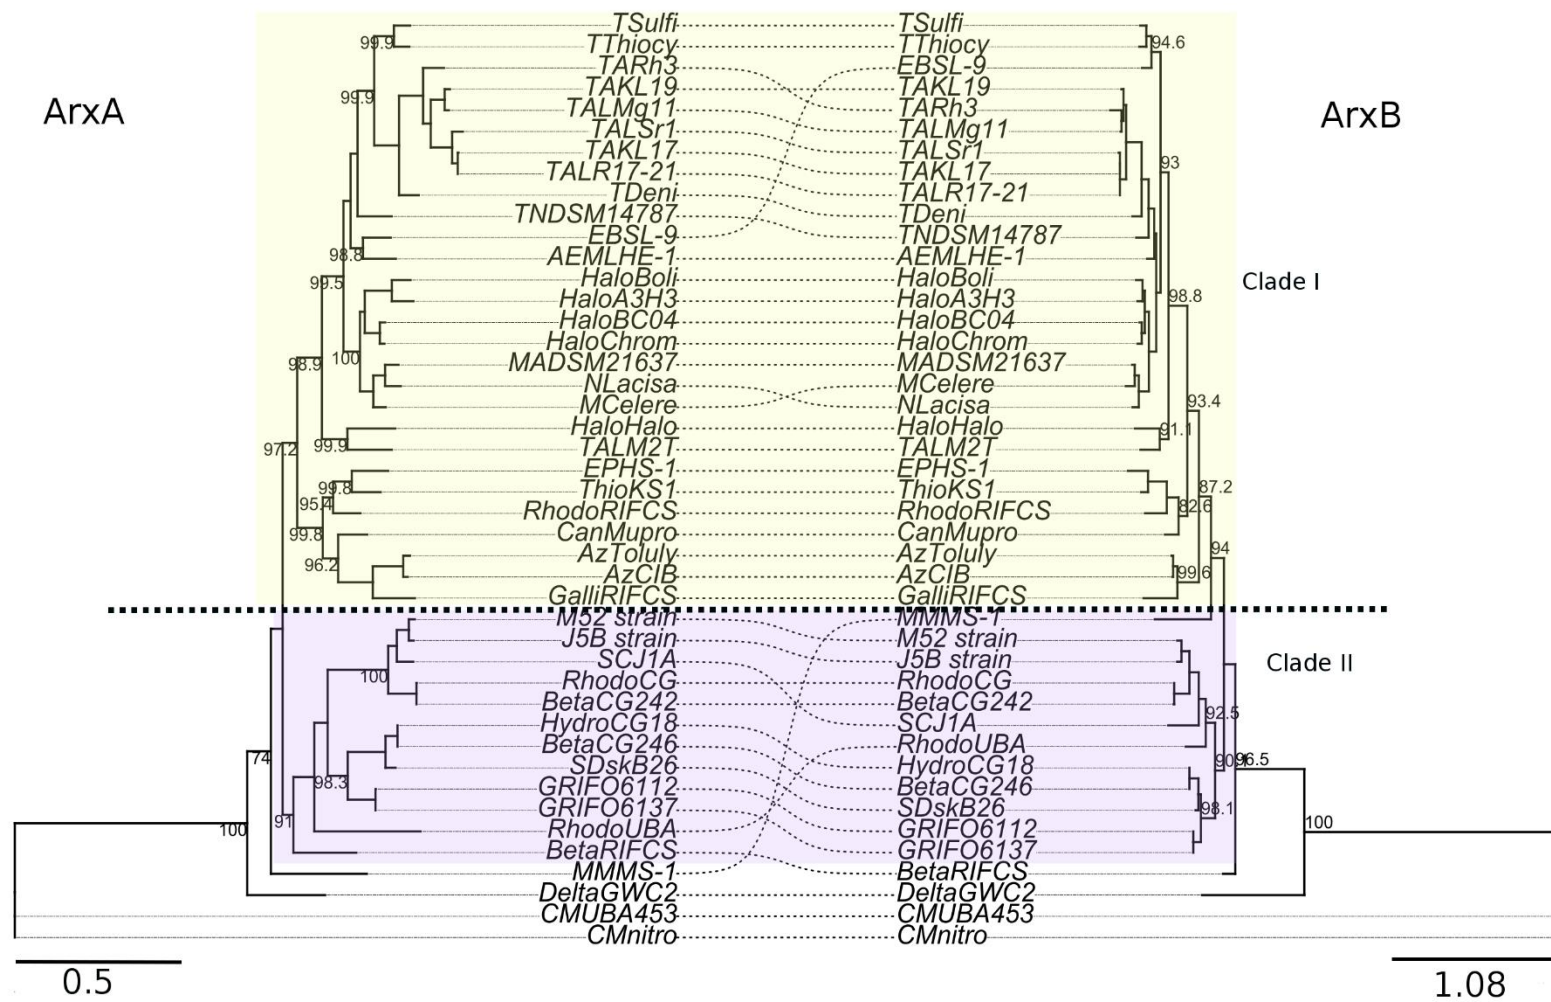 TSulfi TSulfi
99.9 TThiocy TThiocy 94.6
TARh3 EBSL-9
TAKL19 TAKL19
99.9 TALMg11 TARh3
ArxA ArxB
TALSr1 TALMg11
TAKL17 TALSr1
TALR17-21 TAKL17 93
TDeni TALR17-21
TNDSM14787 TDeni
EBSL-9 TNDSM14787
98.8 AEMLHE-1 AEMLHE-1
99.5 HaloBoli HaloBoli Clade I
HaloA3H3 HaloA3H3 98.8
HaloBC04 HaloBC04
HaloChrom HaloChrom
98.9 100 MADSM21637 MADSM21637
NLacisa MCelere
MCelere NLacisa 93.4
HaloHalo HaloHalo 91.1
97.2 99.9 TALM2T TALM2T
EPHS-1 EPHS-1
99.8 ThioKS1 ThioKS1 87.2
95.4 RhodoRIFCS RhodoRIFCS 82.6
99.8 CanMupro CanMupro
AzToluly AzToluly 94
96.2 AzCIB AzCIB 99.6
GalliRIFCS GalliRIFCS
M52 strain MMMS-1
J5B strain M52 strain
SCJ1A J5B strain Clade II
100 RhodoCG RhodoCG
BetaCG242 BetaCG242
HydroCG18 SCJ1A 92.5
BetaCG246 RhodoUBA
74 SDskB26 HydroCG18 96.5
98.3 GRIFO6112 BetaCG246
GRIFO6137 SDskB26 98.1
100 91 RhodoUBA GRIFO6112 100
BetaRIFCS GRIFO6137
MMMS-1 BetaRIFCS
DeltaGWC2 DeltaGWC2
CMUBA453 CMUBA453
CMnitro CMnitro
0.5 1.08